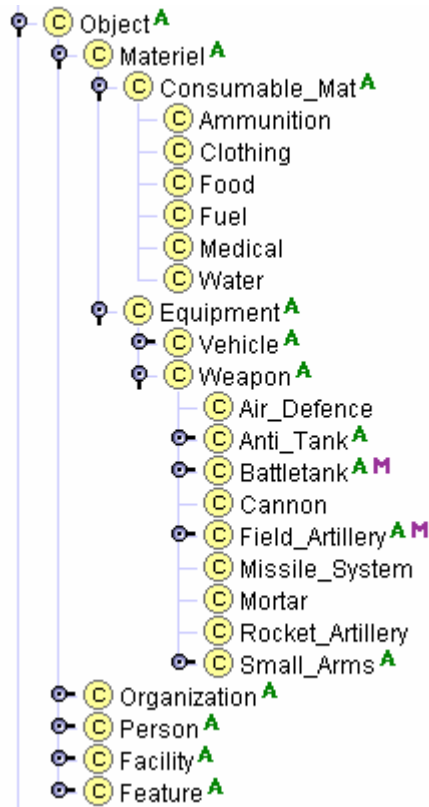 C Object A
C Materiel A
C Consumable_Mat A
C Ammunition
C Clothing
C Food
C Fuel
C Medical
C Water
C Equipment A
C Vehicle A
C Weapon A
C Air_Defence
C Anti_Tank A
C Battletank A M
C Cannon
C Field_Artillery A M
C Missile_System
C Mortar
C Rocket_Artillery
C Small_Arms A
C Organization A
C Person A
C Facility A
C Feature A